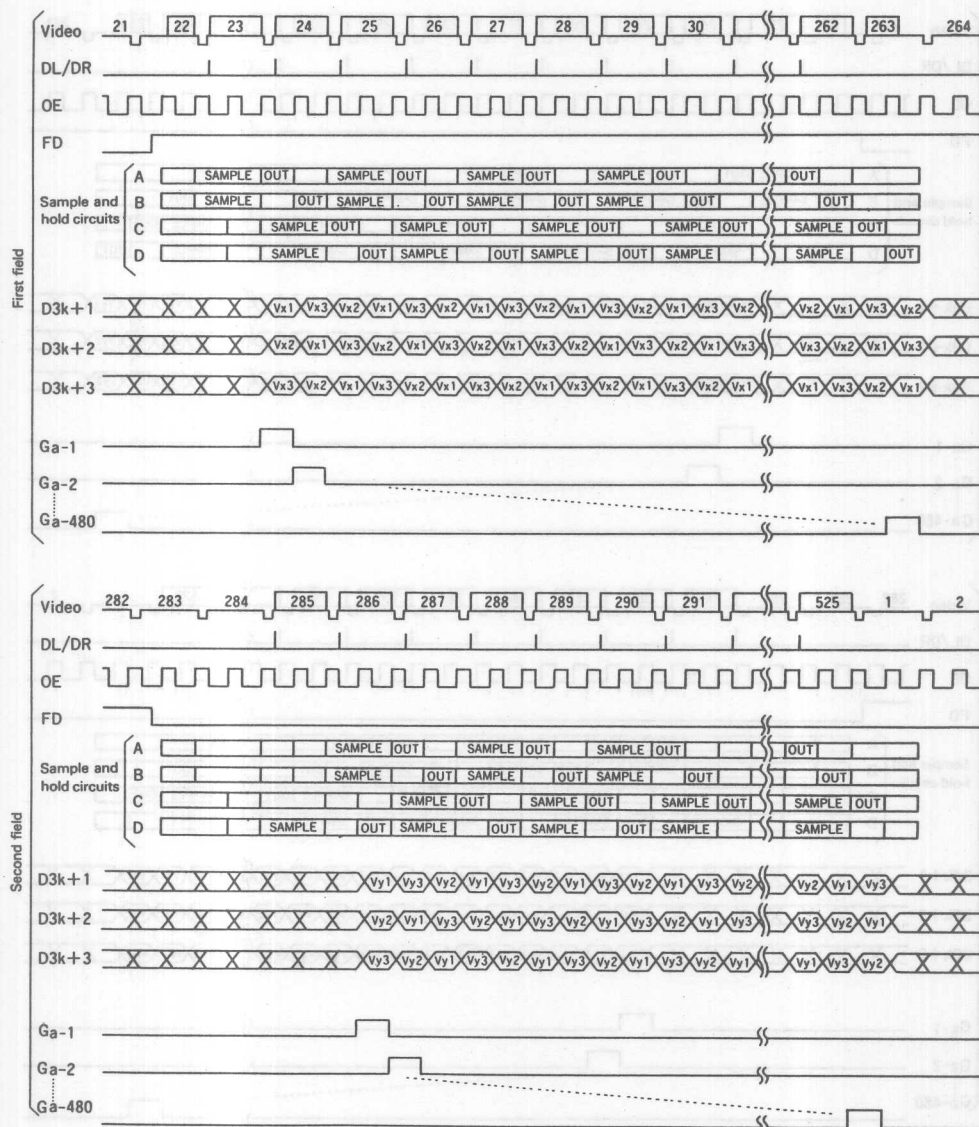 Video 21 22 23 24 25 26 27 28 29 30 262 263 264
DL/DR
OE
FD
First field
Sample and hold circuits
A SAMPLE OUT SAMPLE OUT SAMPLE OUT SAMPLE OUT OUT
B SAMPLE OUT SAMPLE OUT SAMPLE OUT SAMPLE OUT OUT
C SAMPLE OUT SAMPLE OUT SAMPLE OUT SAMPLE OUT SAMPLE OUT
D SAMPLE OUT SAMPLE OUT SAMPLE OUT SAMPLE SAMPLE OUT
D3k+1 X X X X Vx1 Vx3 Vx2 Vx1 Vx3 Vx2 Vx1 Vx3 Vx2 Vx1 Vx3 Vx2 Vx1 Vx3 Vx2 Vx2 Vx1 Vx3 Vx2 X
D3k+2 X X X X Vx2 Vx1 Vx3 Vx2 Vx1 Vx3 Vx2 Vx1 Vx3 Vx2 Vx1 Vx3 Vx2 Vx1 Vx3 Vx3 Vx2 Vx1 Vx3 X
D3k+3 X X X X Vx3 Vx2 Vx1 Vx3 Vx2 Vx1 Vx3 Vx2 Vx1 Vx3 Vx2 Vx1 Vx3 Vx2 Vx1 Vx1 Vx3 Vx2 Vx1 X
Ga-1
Ga-2
Ga-480
Video 282 283 284 285 286 287 288 289 290 291 525 1 2
DL/DR
OE
FD
Second field
Sample and hold circuits
A SAMPLE OUT SAMPLE OUT SAMPLE OUT OUT
B SAMPLE OUT SAMPLE OUT SAMPLE OUT OUT
C SAMPLE OUT SAMPLE OUT SAMPLE OUT SAMPLE OUT
D SAMPLE OUT SAMPLE OUT SAMPLE OUT SAMPLE SAMPLE
D3k+1 X X X X X X X Vy1 Vy3 Vy2 Vy1 Vy3 Vy2 Vy1 Vy3 Vy2 Vy1 Vy3 Vy2 Vy2 Vy1 Vy3 X X
D3k+2 X X X X X X X Vy2 Vy1 Vy3 Vy2 Vy1 Vy3 Vy2 Vy1 Vy3 Vy2 Vy1 Vy3 Vy3 Vy2 Vy1 X X
D3k+3 X X X X X X X Vy3 Vy2 Vy1 Vy3 Vy2 Vy1 Vy3 Vy2 Vy1 Vy3 Vy2 Vy1 Vy1 Vy3 Vy2 X X
Ga-1
Ga-2
Ga-480